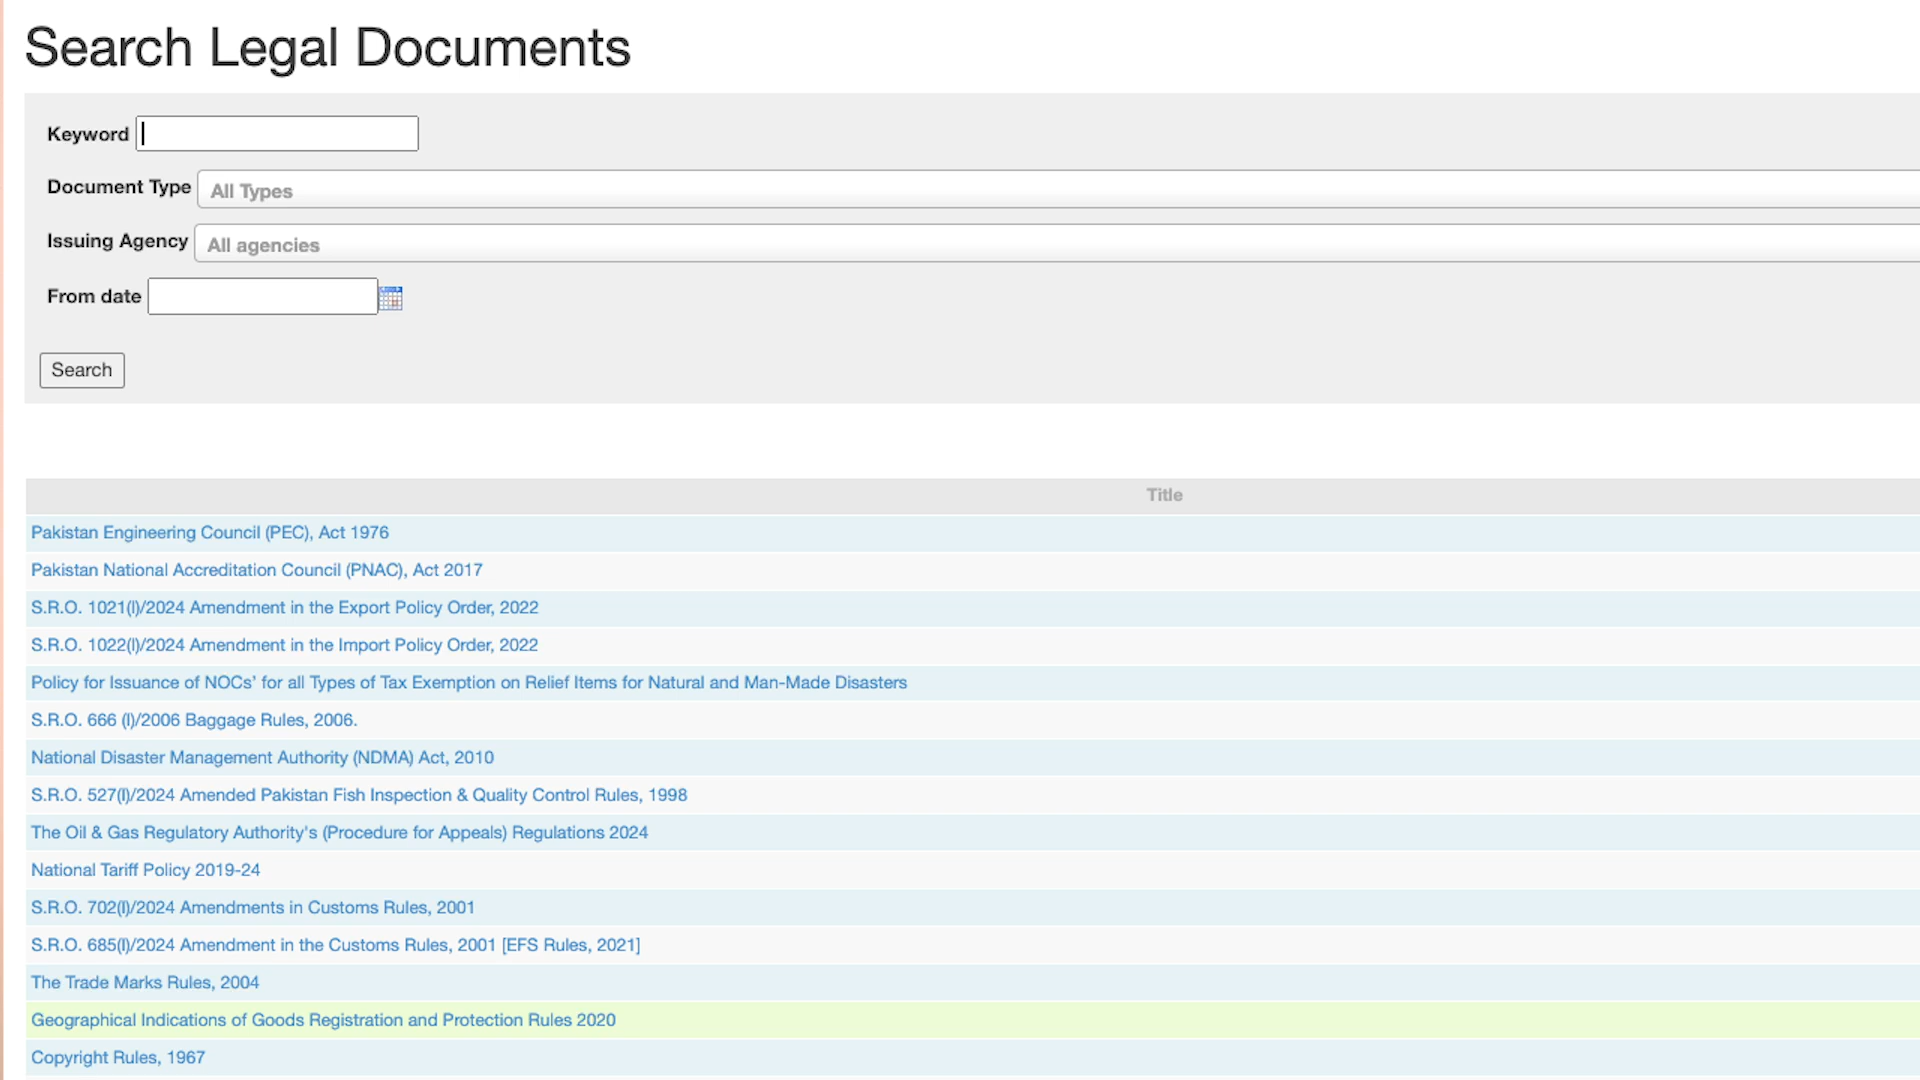 Search Legal Documents
Keyword
Document Type All Types
Issuing Agency All agencies
From date
Search
Title
Pakistan Engineering Council (PEC), Act 1976
Pakistan National Accreditation Council (PNAC), Act 2017
S.R.O. 1021(I)/2024 Amendment in the Export Policy Order, 2022
S.R.O. 1022(I)/2024 Amendment in the Import Policy Order, 2022
Policy for Issuance of NOCs’ for all Types of Tax Exemption on Relief Items for Natural and Man-Made Disasters
S.R.O. 666 (I)/2006 Baggage Rules, 2006.
National Disaster Management Authority (NDMA) Act, 2010
S.R.O. 527(I)/2024 Amended Pakistan Fish Inspection & Quality Control Rules, 1998
The Oil & Gas Regulatory Authority's (Procedure for Appeals) Regulations 2024
National Tariff Policy 2019-24
S.R.O. 702(I)/2024 Amendments in Customs Rules, 2001
S.R.O. 685(I)/2024 Amendment in the Customs Rules, 2001 [EFS Rules, 2021]
The Trade Marks Rules, 2004
Geographical Indications of Goods Registration and Protection Rules 2020
Copyright Rules, 1967